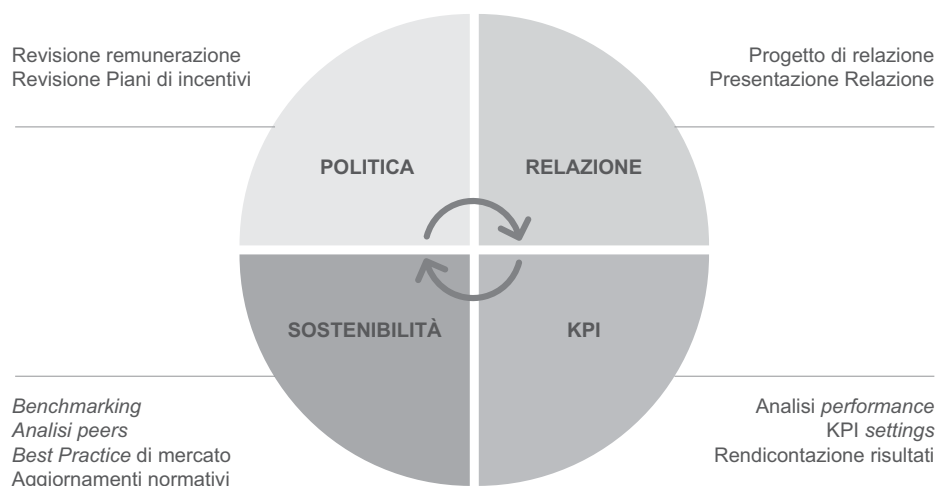 Revisione remunerazione
Revisione Piani di incentivi
Progetto di relazione
Presentazione Relazione
POLITICA
RELAZIONE
SOSTENIBILITÀ
KPI
Benchmarking
Analisi peers
Best Practice di mercato
Aggiornamenti normativi
Analisi performance
KPI settings
Rendicontazione risultati